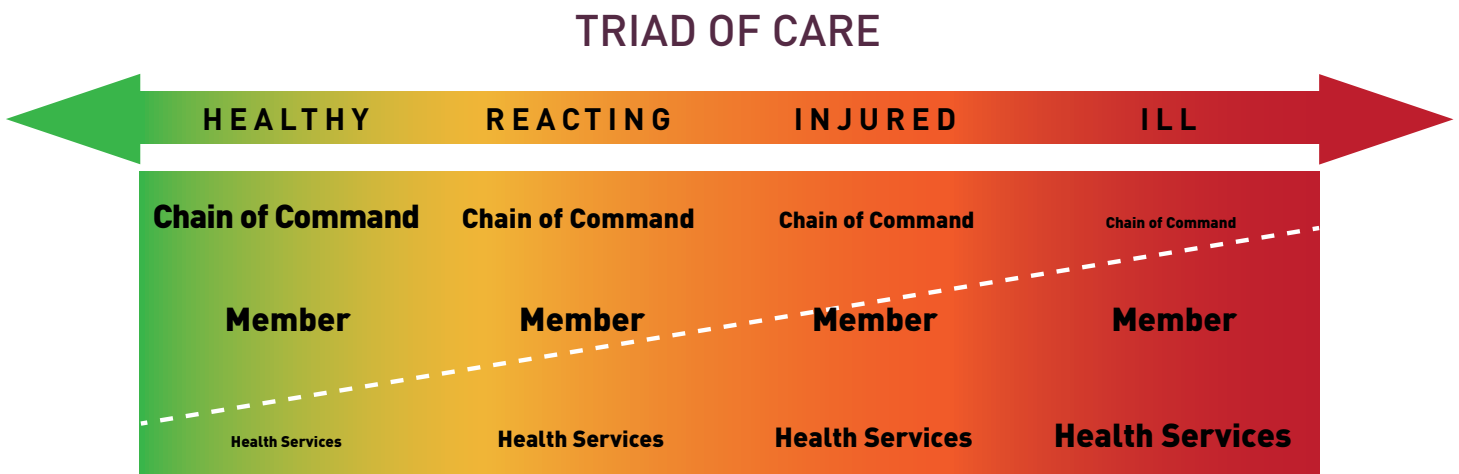 TRIAD OF CARE
HEALTHY REACTING INJURED ILL
Chain of Command Chain of Command Chain of Command Chain of Command
Member Member Member Member
Health Services Health Services Health Services Health Services